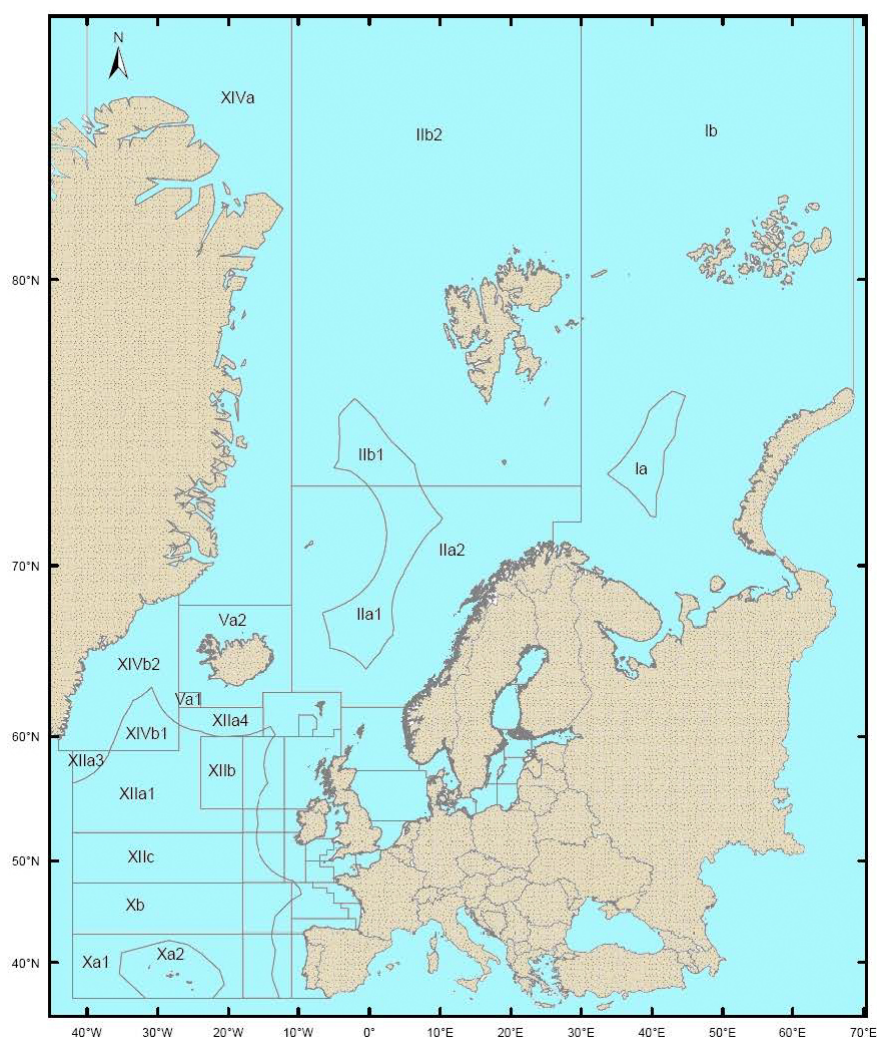 N
XIVa
IIb2
Ib
80°N
IIb1
Ia
IIa2
70°N
IIa1
Va2
XIVb2
Va1
XIIa4
60°N
XIVb1
XIIa3
XIIb
XIIa1
50°N
XIIc
Xb
40°N
Xa1
Xa2
40°W
30°W
20°W
10°W
0°
10°E
20°E
30°E
40°E
50°E
60°E
70°E